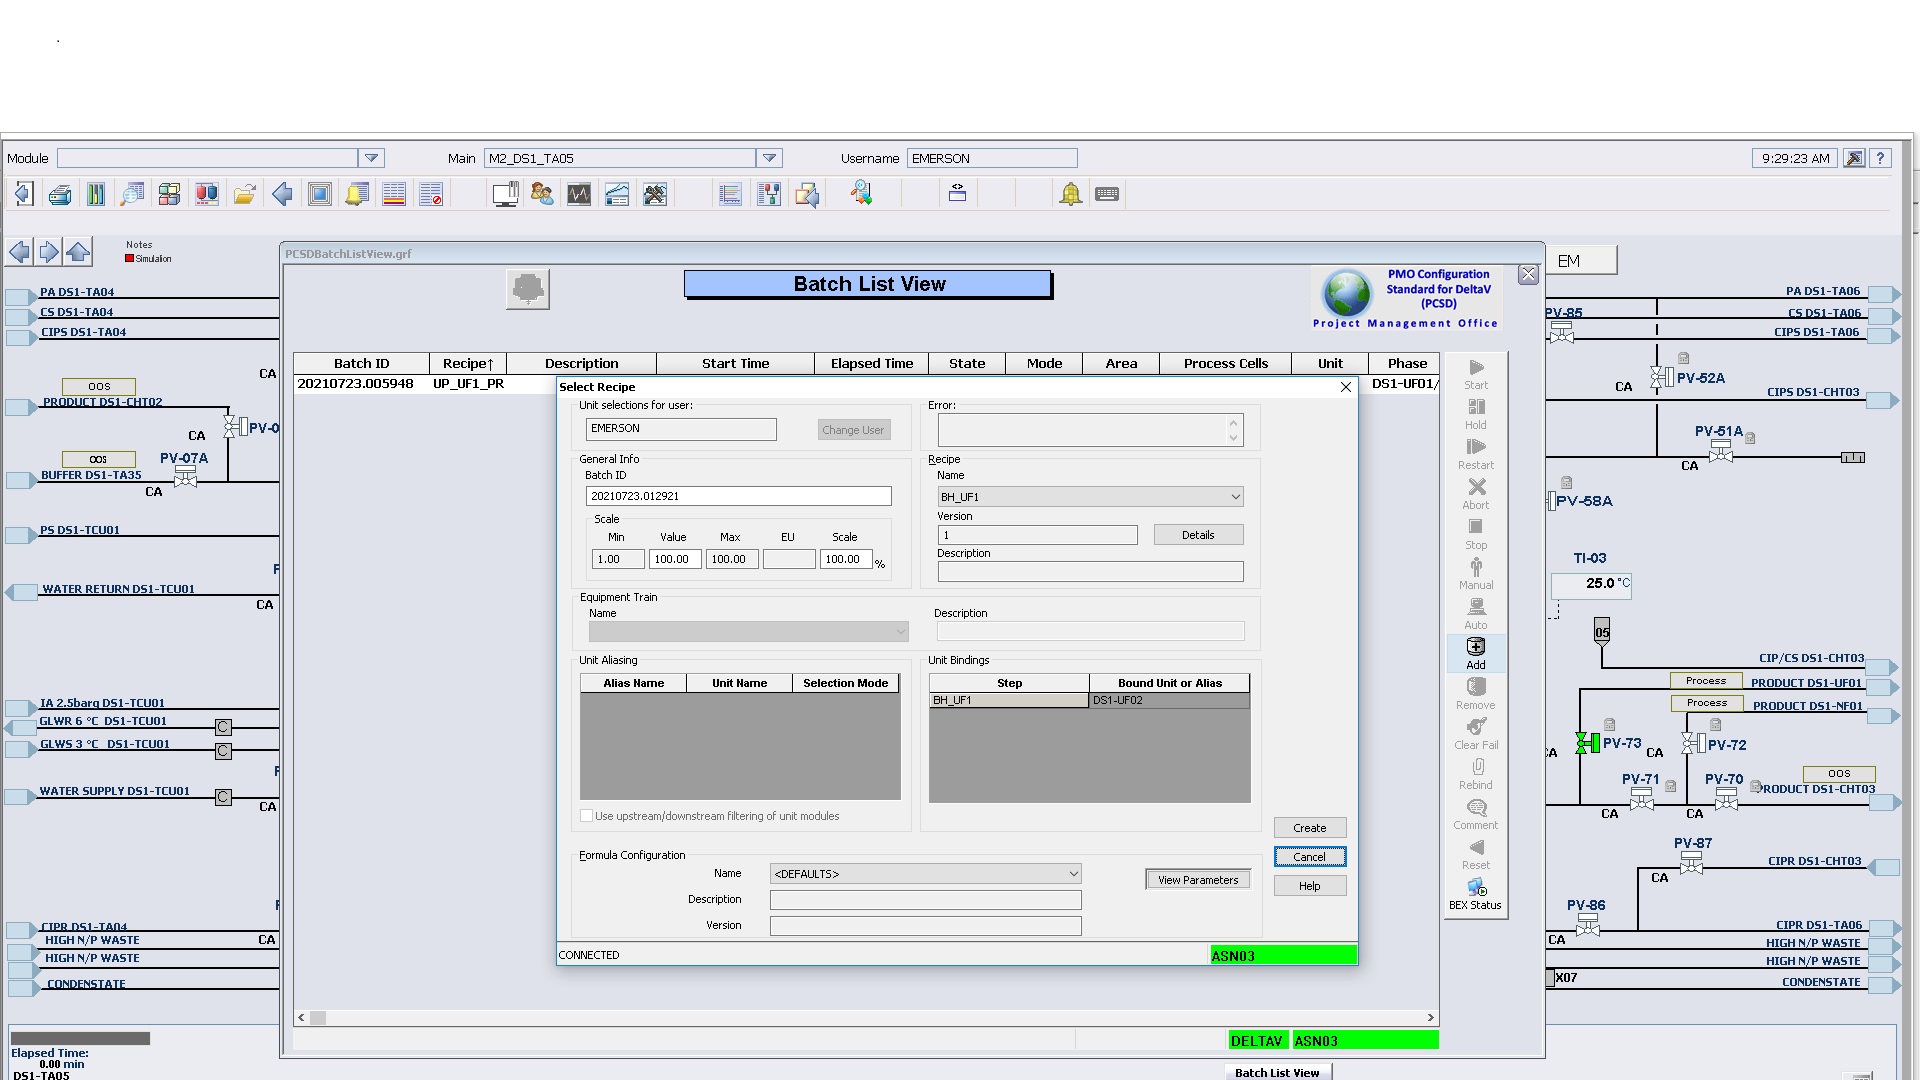 .
Module
Main M2_DS1_TA05
Username EMERSON
9:29:23 AM
?
Notes
Simulation
PCSDBatchListView.grf
Batch List View
PMO Configuration
Standard for DeltaV
(PCSD)
Project Management Office
EM
Batch ID Recipe↑ Description Start Time Elapsed Time State Mode Area Process Cells Unit Phase
20210723.005948 UP_UF1_PR DS1-UF01/
Select Recipe
Unit selections for user:
EMERSON
Change User
Error:
General Info
Batch ID
20210723.012921
Scale
Min Value Max EU Scale
1.00 100.00 100.00 100.00 %
Recipe
Name
BH_UF1
Version
1
Details
Description
Equipment Train
Name
Description
Unit Aliasing
Alias Name Unit Name Selection Mode
Use upstream/downstream filtering of unit modules
Unit Bindings
Step Bound Unit or Alias
BH_UF1 DS1-UF02
Create
Cancel
Help
Formula Configuration
Name <DEFAULTS>
View Parameters
Description
Version
CONNECTED
ASN03
Start
Hold
Restart
Abort
Stop
Manual
Auto
Add
Remove
Clear Fail
Rebind
Comment
Reset
BEX Status
DELTAV ASN03
Batch List View
PA DS1-TA04
CS DS1-TA04
CIPS DS1-TA04
CA
OOS
PRODUCT DS1-CHT02
CA
PV-0
OOS
PV-07A
BUFFER DS1-TA35
CA
PS DS1-TCU01
WATER RETURN DS1-TCU01
CA
IA 2.5barg DS1-TCU01
GLWR 6 °C DS1-TCU01
C
GLWS 3 °C DS1-TCU01
C
WATER SUPPLY DS1-TCU01
C
CA
CIPR DS1-TA04
HIGH N/P WASTE
CA
HIGH N/P WASTE
CONDENSTATE
Elapsed Time:
0.00 min
DS1-TA05
PA DS1-TA06
PV-85
CS DS1-TA06
CIPS DS1-TA06
PV-52A
CA
CIPS DS1-CHT03
PV-51A
CA
PV-58A
TI-03
25.0 °C
05
CIP/CS DS1-CHT03
Process
PRODUCT DS1-UF01
Process
PRODUCT DS1-NF01
PV-73
CA
PV-72
CA
PV-71
PV-70
OOS
PRODUCT DS1-CHT03
CA
CA
PV-87
CIPR DS1-CHT03
CA
PV-86
CIPR DS1-TA06
CA
HIGH N/P WASTE
HIGH N/P WASTE
X07
CONDENSTATE